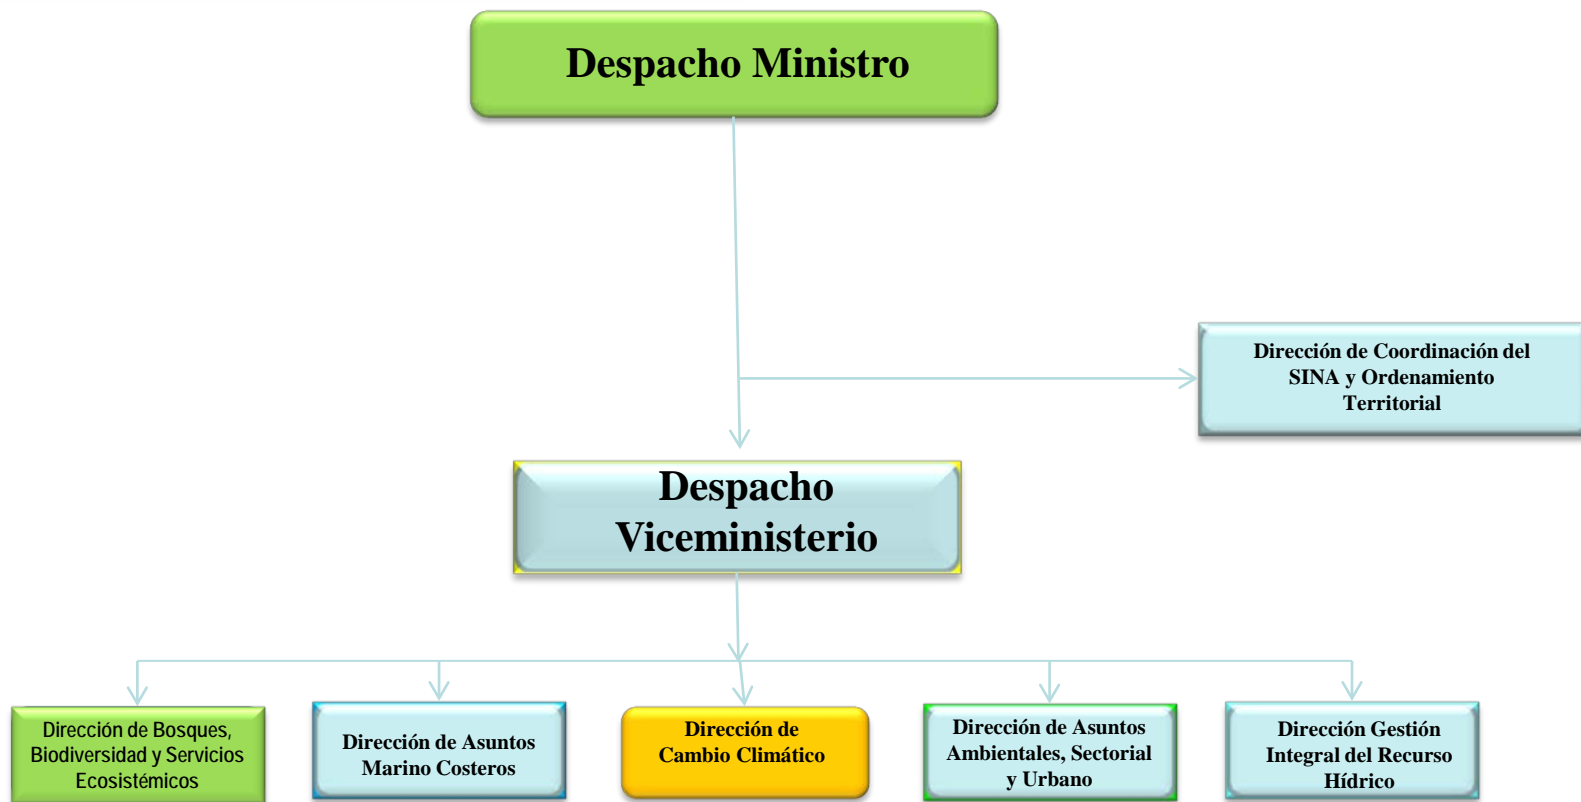 Despacho Ministro
Dirección de Coordinación del
SINA y Ordenamiento
Territorial
Despacho
Viceministerio
Dirección de Bosques,
Biodiversidad y Servicios
Ecosistémicos
Dirección de Asuntos
Marino Costeros
Dirección de
Cambio Climático
Dirección de Asuntos
Ambientales, Sectorial
y Urbano
Dirección Gestión
Integral del Recurso
Hídrico